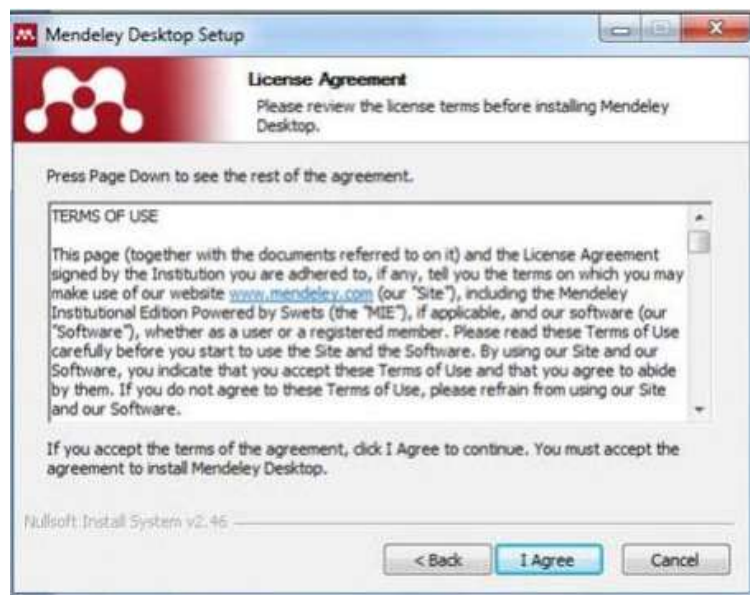 Mendeley Desktop Setup
License Agreement
Please review the license terms before installing Mendeley
Desktop.
Press Page Down to see the rest of the agreement.
TERMS OF USE
This page (together with the documents referred to on it) and the License Agreement
signed by the Institution you are adhered to, if any, tell you the terms on which you may
make use of our website www.mendeley.com (our "Site"), including the Mendeley
Institutional Edition Powered by Swets (the "MIE"), if applicable, and our software (our
"Software"), whether as a user or a registered member. Please read these Terms of Use
carefully before you start to use the Site and the Software. By using our Site and our
Software, you indicate that you accept these Terms of Use and that you agree to abide
by them. If you do not agree to these Terms of Use, please refrain from using our Site
and our Software.
If you accept the terms of the agreement, click I Agree to continue. You must accept the
agreement to install Mendeley Desktop.
Nullsoft Install System v2.46
< Back I Agree Cancel